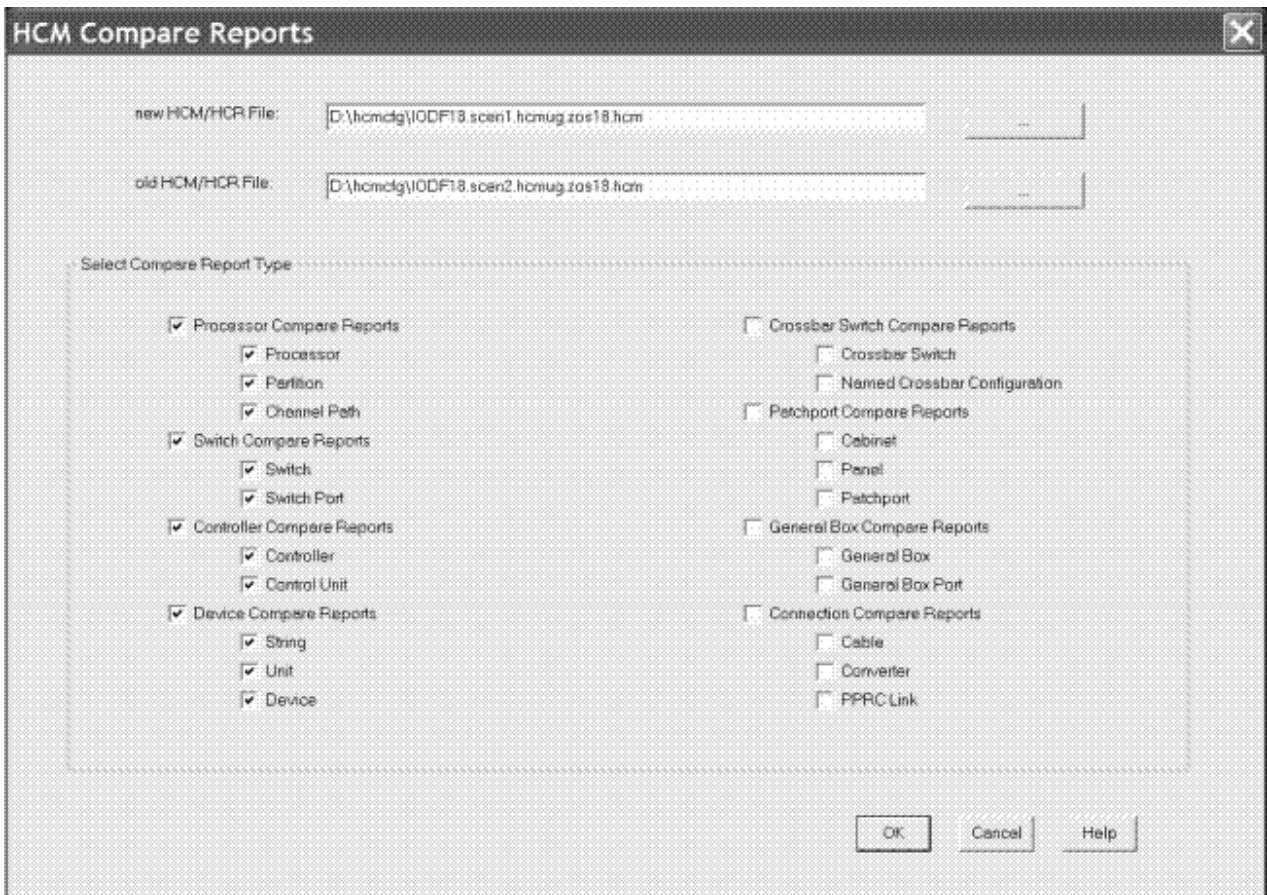 HCM Compare Reports
new HCM/HCR File:
D:\hcmcfg\IODF18.scen1.hcmug.zos18.hcm
...
old HCM/HCR File:
D:\hcmcfg\IODF18.scen2.hcmug.zos18.hcm
...
Select Compare Report Type
Processor Compare Reports
Processor
Partition
Channel Path
Switch Compare Reports
Switch
Switch Port
Controller Compare Reports
Controller
Control Unit
Device Compare Reports
String
Unit
Device
Crossbar Switch Compare Reports
Crossbar Switch
Named Crossbar Configuration
Patchport Compare Reports
Cabinet
Panel
Patchport
General Box Compare Reports
General Box
General Box Port
Connection Compare Reports
Cable
Converter
PPRC Link
OK
Cancel
Help